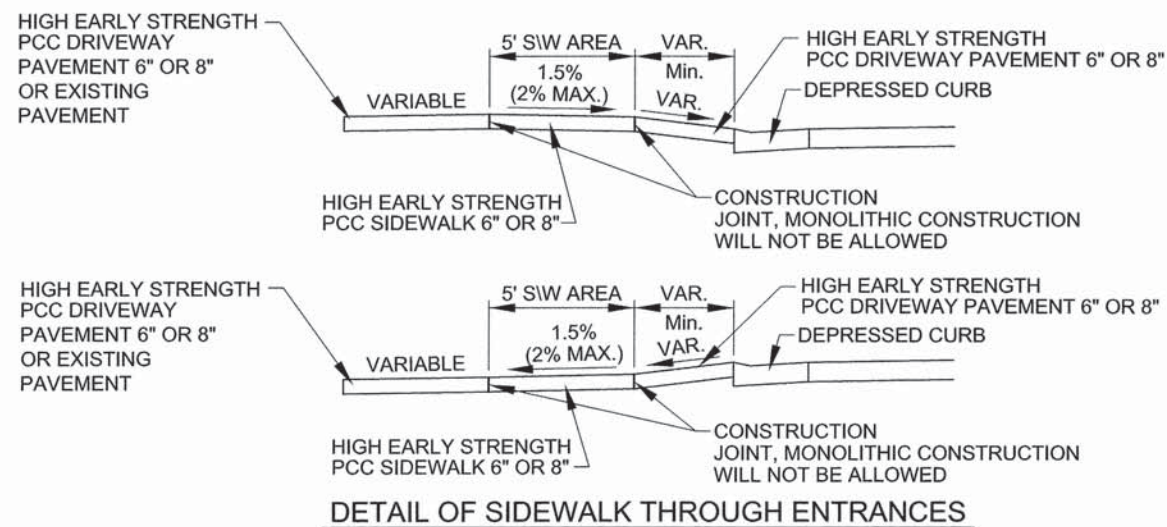 HIGH EARLY STRENGTH
PCC DRIVEWAY
PAVEMENT 6" OR 8"
OR EXISTING
PAVEMENT
VARIABLE
5' S\W AREA
1.5%
(2% MAX.)
VAR.
Min.
VAR.
HIGH EARLY STRENGTH
PCC DRIVEWAY PAVEMENT 6" OR 8"
DEPRESSED CURB
HIGH EARLY STRENGTH
PCC SIDEWALK 6" OR 8"
CONSTRUCTION
JOINT, MONOLITHIC CONSTRUCTION
WILL NOT BE ALLOWED
HIGH EARLY STRENGTH
PCC DRIVEWAY
PAVEMENT 6" OR 8"
OR EXISTING
PAVEMENT
VARIABLE
5' S\W AREA
1.5%
(2% MAX.)
VAR.
Min.
VAR.
HIGH EARLY STRENGTH
PCC DRIVEWAY PAVEMENT 6" OR 8"
DEPRESSED CURB
HIGH EARLY STRENGTH
PCC SIDEWALK 6" OR 8"
CONSTRUCTION
JOINT, MONOLITHIC CONSTRUCTION
WILL NOT BE ALLOWED
DETAIL OF SIDEWALK THROUGH ENTRANCES